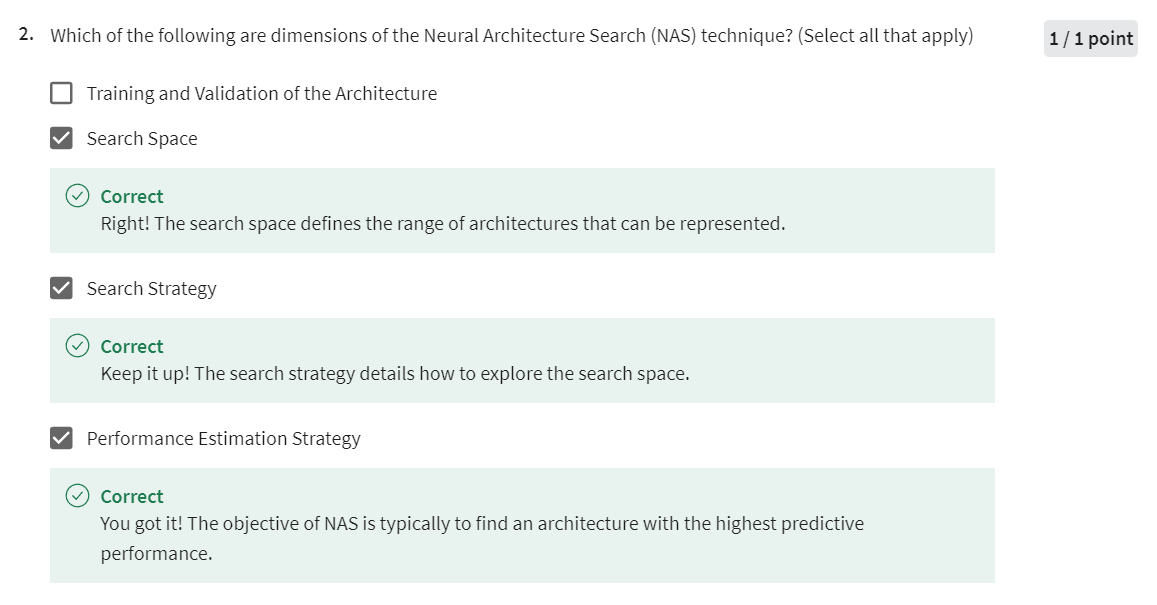 2. Which of the following are dimensions of the Neural Architecture Search (NAS) technique? (Select all that apply)
1 / 1 point
Training and Validation of the Architecture
Search Space
Correct
Right! The search space defines the range of architectures that can be represented.
Search Strategy
Correct
Keep it up! The search strategy details how to explore the search space.
Performance Estimation Strategy
Correct
You got it! The objective of NAS is typically to find an architecture with the highest predictive
performance.